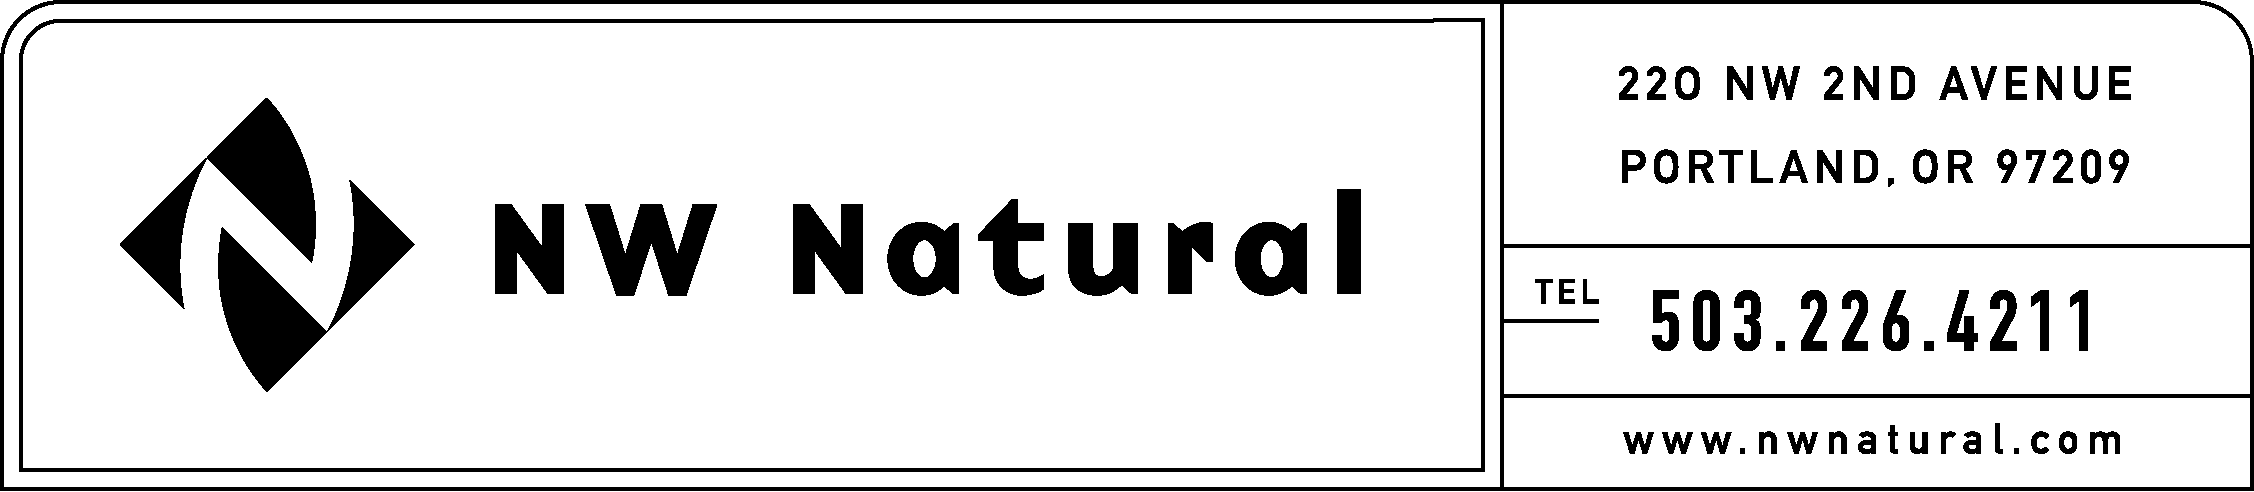 NW Natural
220 NW 2ND AVENUE
PORTLAND, OR 97209
TEL
503.226.4211
www.nwnatural.com